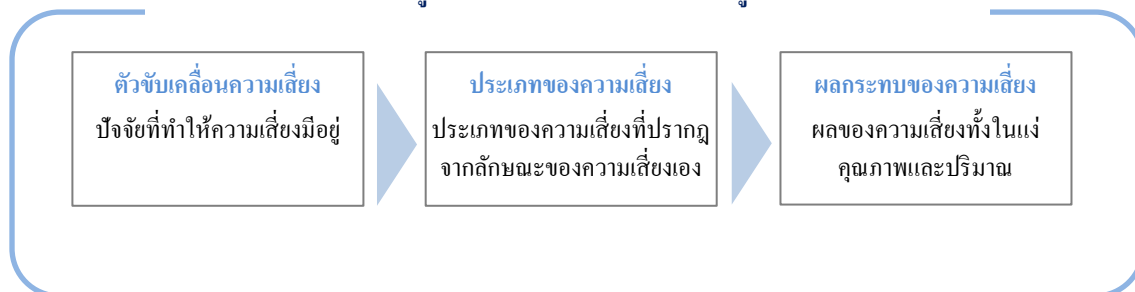 ตัวขับเคลื่อนความเสี่ยง
ปัจจัยที่ทำให้ความเสี่ยงมีอยู่
ประเภทของความเสี่ยง
ประเภทของความเสี่ยงที่ปรากฎ
จากลักษณะของความเสี่ยงเอง
ผลกระทบของความเสี่ยง
ผลของความเสี่ยงทั้งในแง่
คุณภาพและปริมาณ